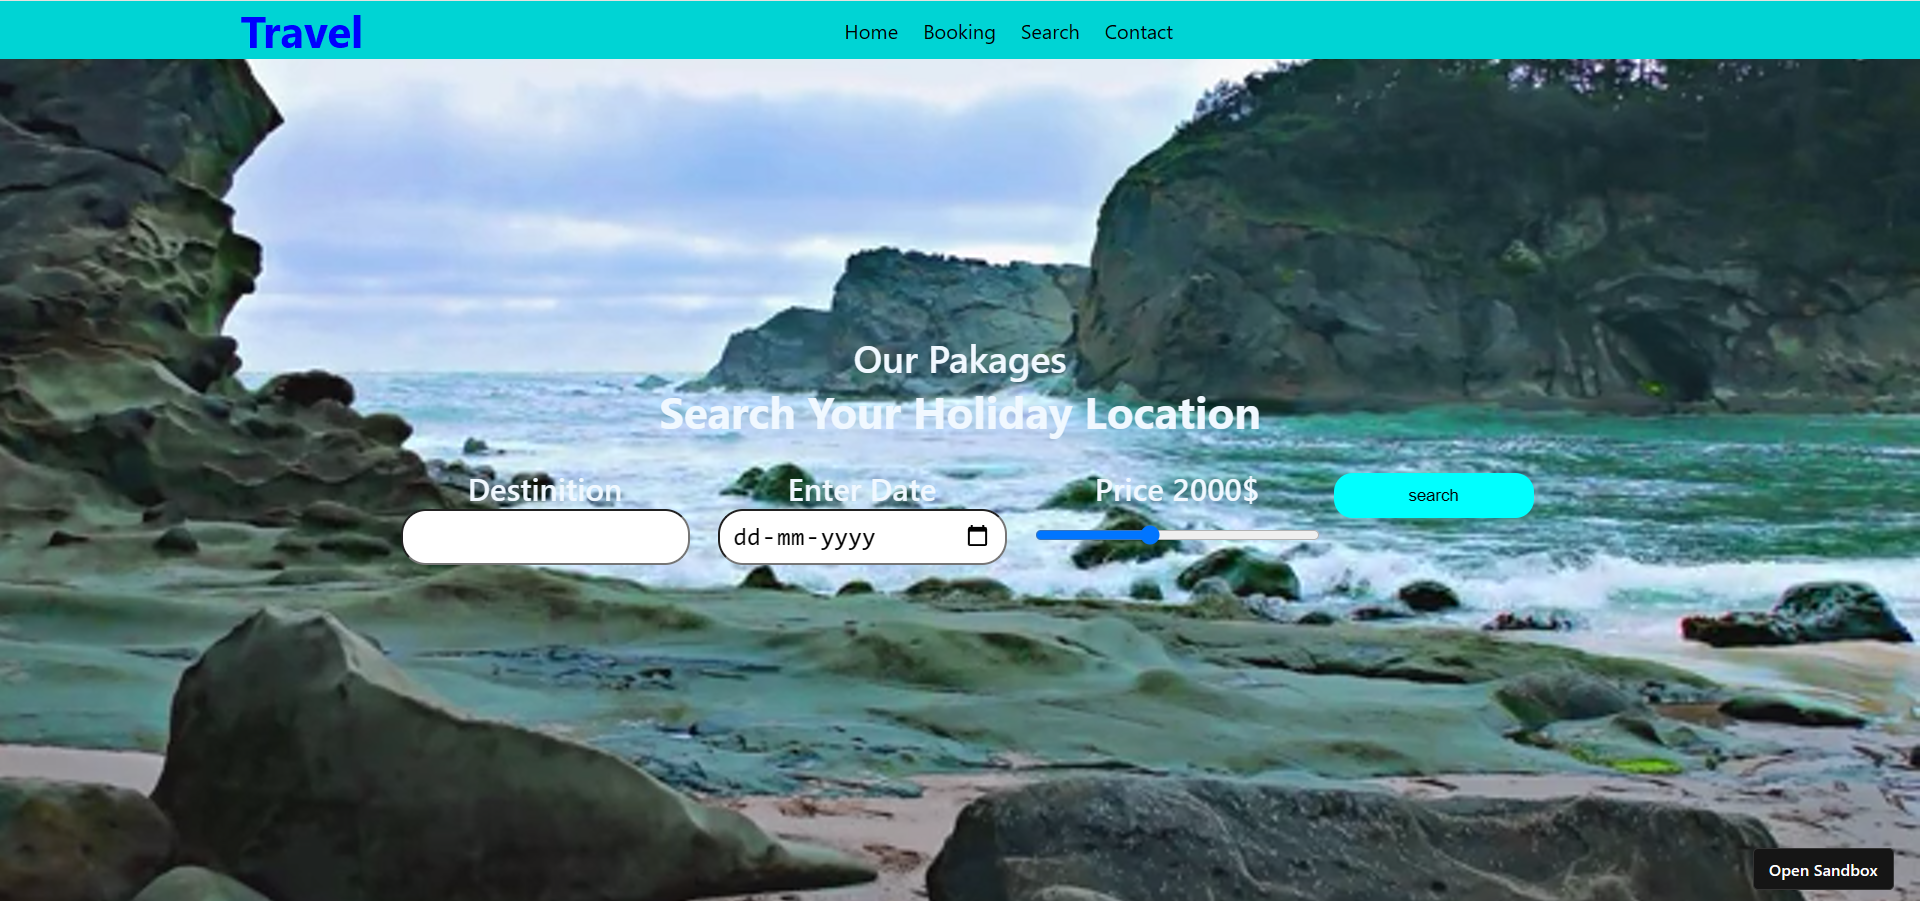 Travel
Home Booking Search Contact
Our Pakages
Search Your Holiday Location
Destinition Enter Date Price 2000$ search
dd-mm-yyyy
Open Sandbox